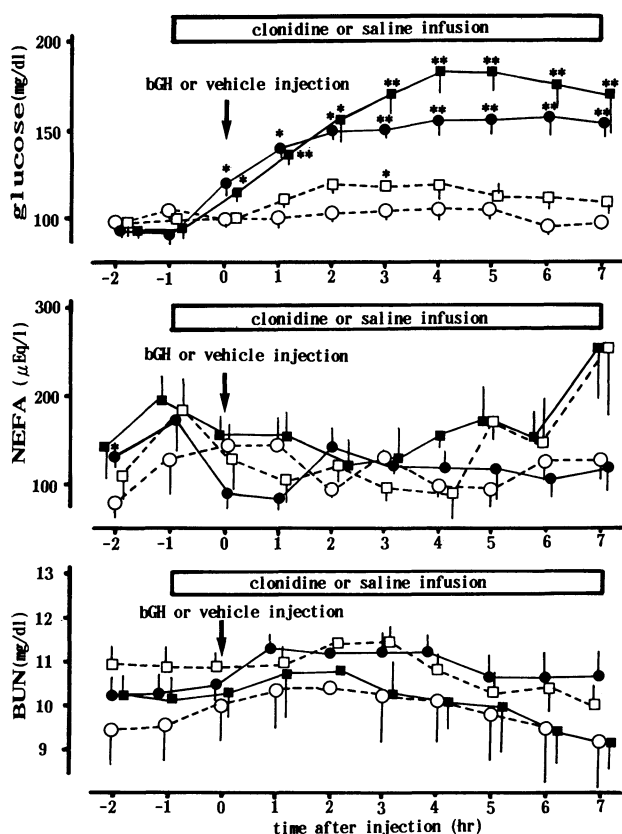 clonidine or saline infusion
200
bGH or vehicle injection
glucose(mg/dl)
150
100
** ** ** ** ** * * * ** * * ** ** ** ** ** * *
-2 -1 0 1 2 3 4 5 6 7
300
clonidine or saline infusion
bGH or vehicle injection
NEFA (μEq/l)
200
*
100
-2 -1 0 1 2 3 4 5 6 7
13
clonidine or saline infusion
12
bGH or vehicle injection
BUN(mg/dl)
11
10
9
-2 -1 0 1 2 3 4 5 6 7
time after injection (hr)